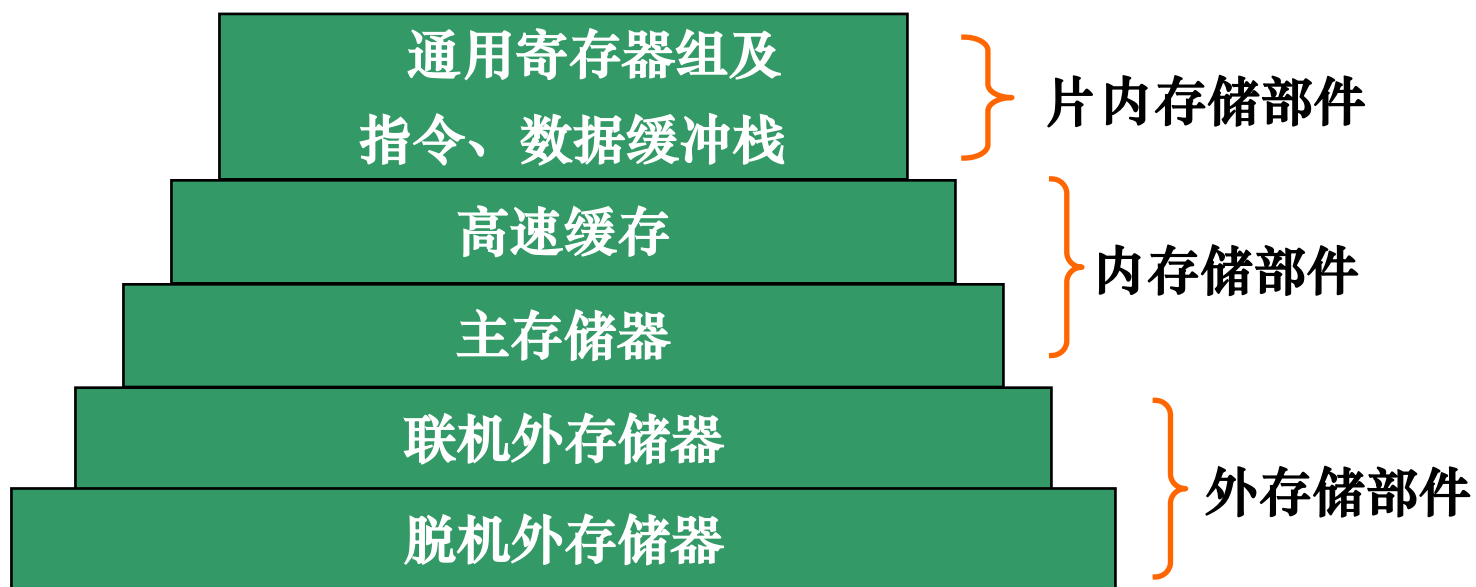 通用寄存器组及
指令、数据缓冲栈
片内存储部件
高速缓存
内存储部件
主存储器
联机外存储器
外存储部件
脱机外存储器